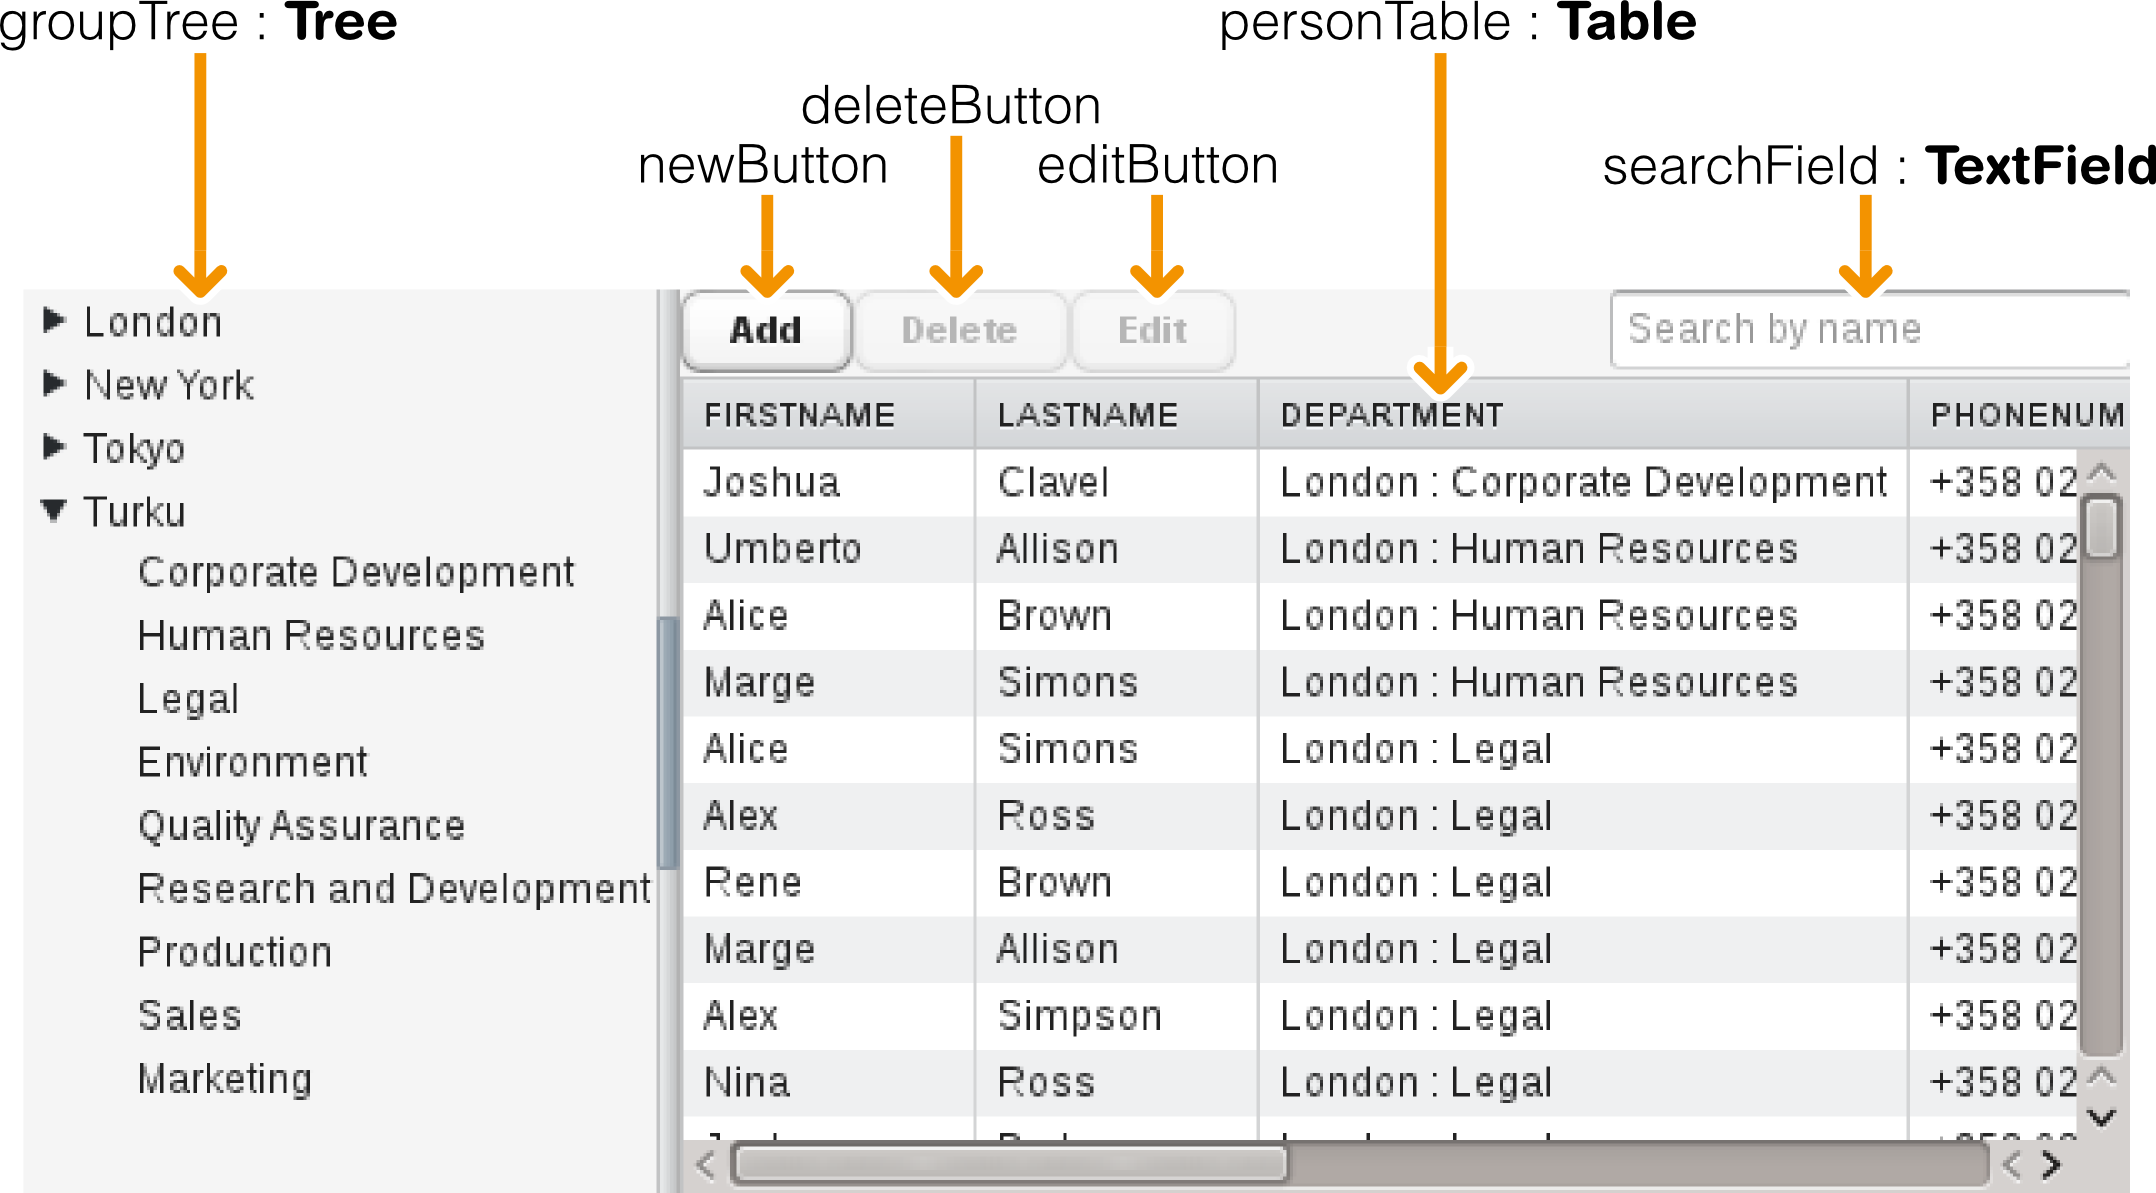 groupTree : Tree
personTable : Table
deleteButton
newButton
editButton
searchField : TextField
London
New York
Tokyo
Turku
Corporate Development
Human Resources
Legal
Environment
Quality Assurance
Research and Development
Production
Sales
Marketing
Add Delete Edit Search by name
FIRSTNAME LASTNAME DEPARTMENT PHONENUM
Joshua Clavel London : Corporate Development +358 02
Umberto Allison London : Human Resources +358 02
Alice Brown London : Human Resources +358 02
Marge Simons London : Human Resources +358 02
Alice Simons London : Legal +358 02
Alex Ross London : Legal +358 02
Rene Brown London : Legal +358 02
Marge Allison London : Legal +358 02
Alex Simpson London : Legal +358 02
Nina Ross London : Legal +358 02